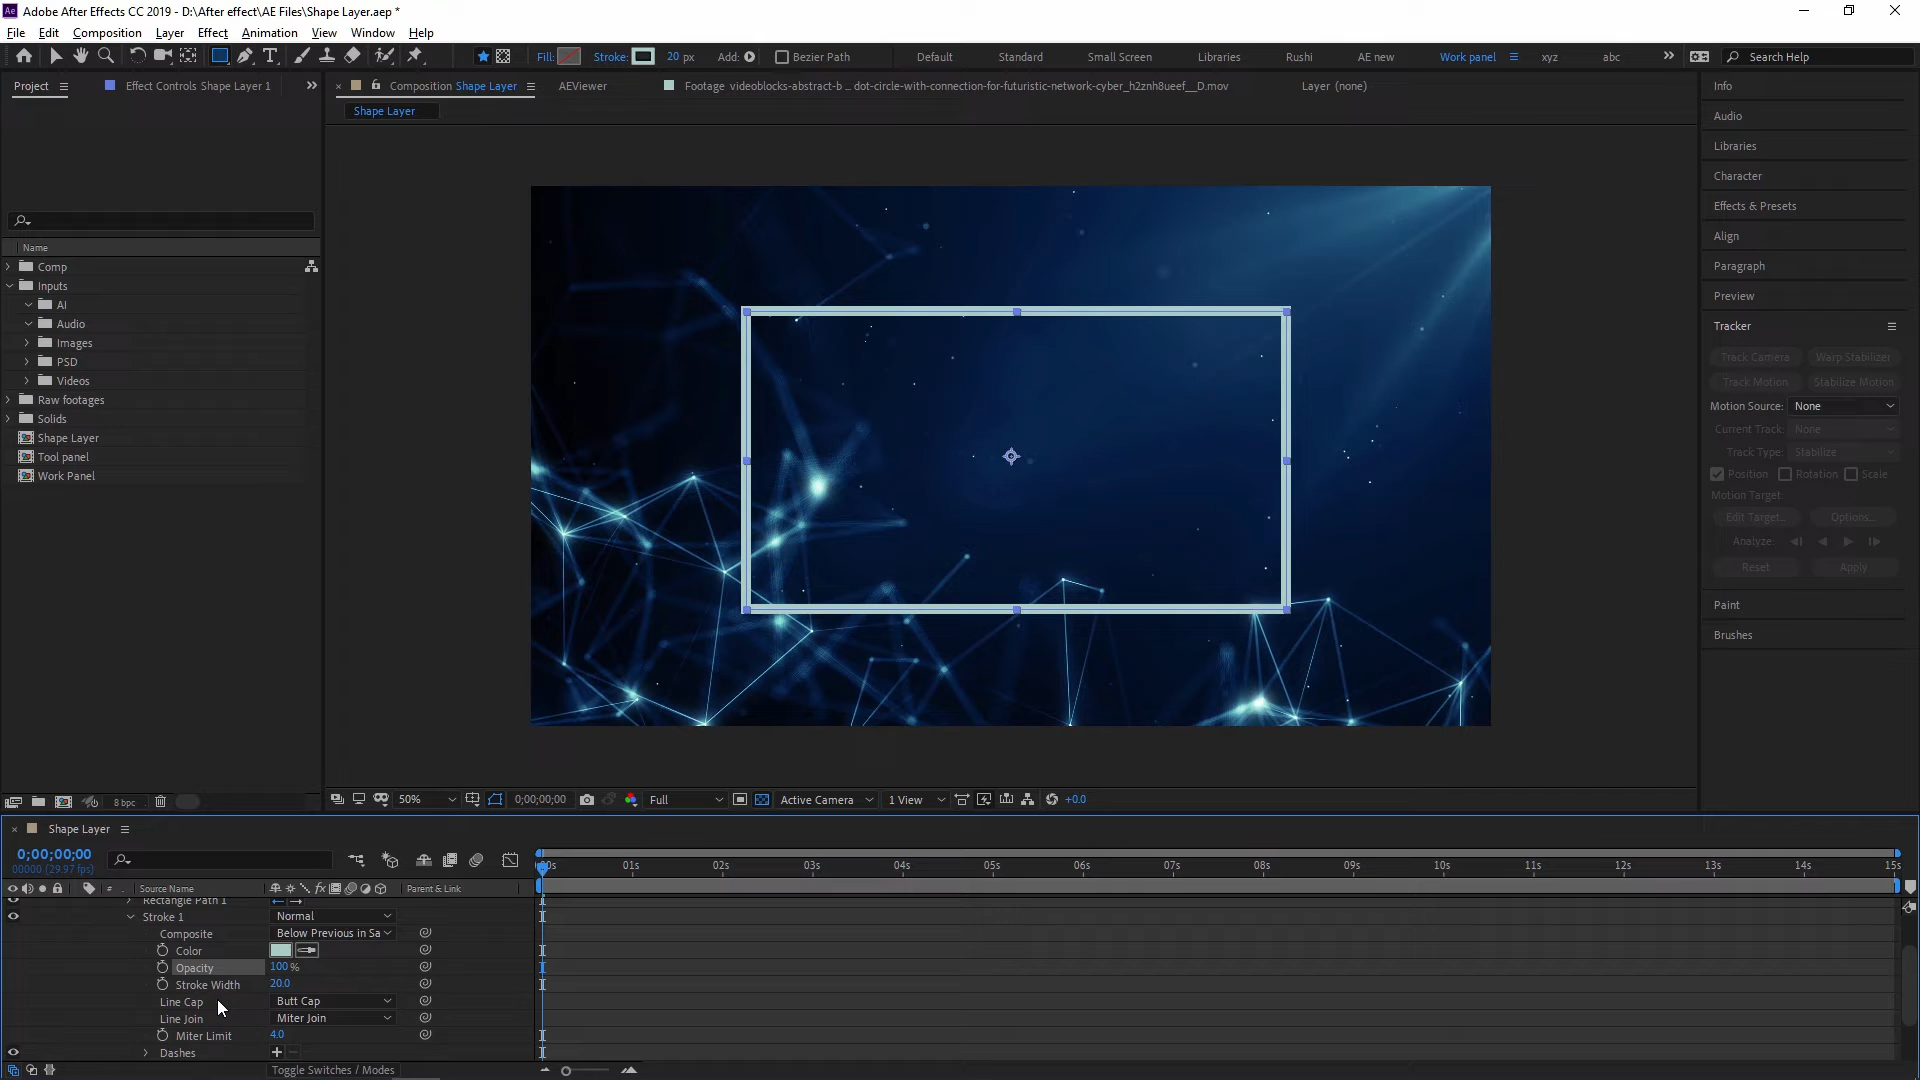 Ae Adobe After Effects CC 2019 - D:\After effect\AE Files\Shape Layer.aep *
File Edit Composition Layer Effect Animation View Window Help
Fill: Stroke: 20 px Add: Bezier Path Default Standard Small Screen Libraries Rushi AE new Work panel xyz abc Search Help
Project Effect Controls Shape Layer 1 Composition Shape Layer AEViewer Footage videoblocks-abstract-b ... dot-circle-with-connection-for-futuristic-network-cyber_h2znh8ueef__D.mov Layer (none) Info
Shape Layer
Audio
Libraries
Character
Effects & Presets
Align
Paragraph
Preview
Tracker
Track Camera Warp Stabilizer
Track Motion Stabilize Motion
Motion Source: None
Current Track: None
Track Type: Stabilize
Position Rotation Scale
Motion Target:
Edit Target... Options...
Analyze:
Reset Apply
Paint
Brushes
Name
Comp
Inputs
AI
Audio
Images
PSD
Videos
Raw footages
Solids
Shape Layer
Tool panel
Work Panel
8 bpc 50% 0;00;00;00 Full Active Camera 1 View +0.0
Shape Layer
0;00;00;00
00000 (29.97 fps)
:00s 01s 02s 03s 04s 05s 06s 07s 08s 09s 10s 11s 12s 13s 14s 15s
# . Source Name fx Parent & Link
Rectangle Path 1
Stroke 1 Normal
Composite Below Previous in Sa
Color
Opacity 100 %
Stroke Width 20.0
Line Cap Butt Cap
Line Join Miter Join
Miter Limit 4.0
Dashes + −
Toggle Switches / Modes